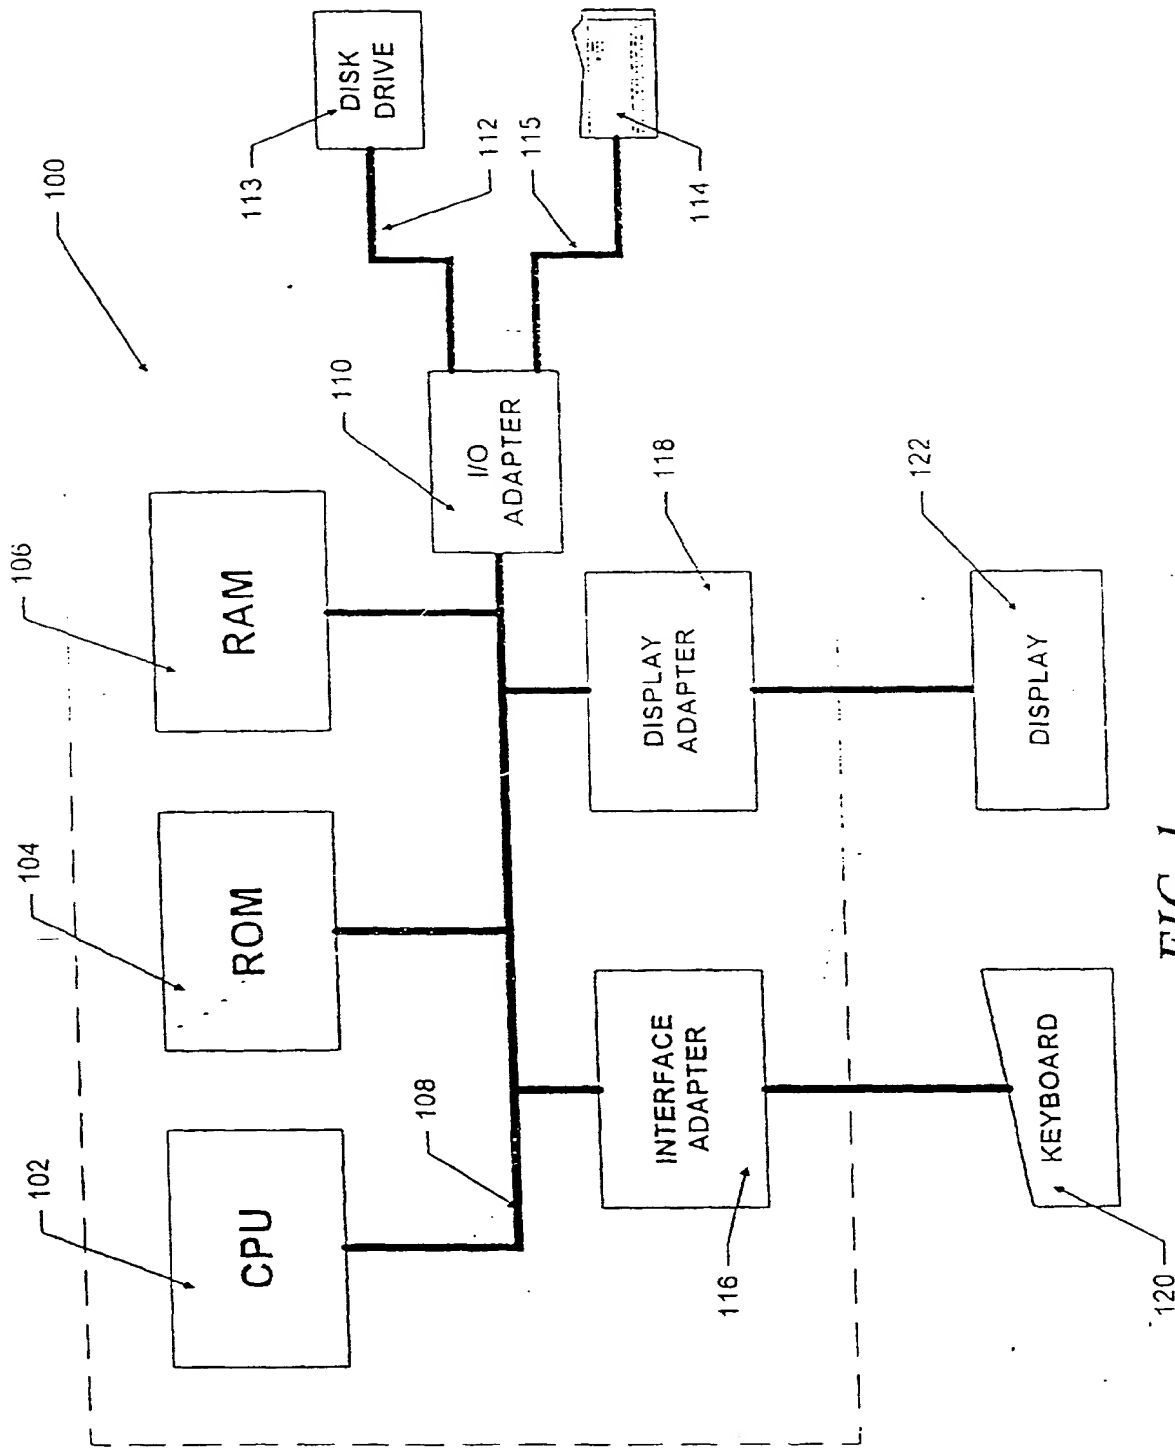 100
102
CPU
104
ROM
106
RAM
108
110
I/O
ADAPTER
113
DISK
DRIVE
112
115
114
116
INTERFACE
ADAPTER
118
DISPLAY
ADAPTER
120
KEYBOARD
122
DISPLAY
FIG. 1